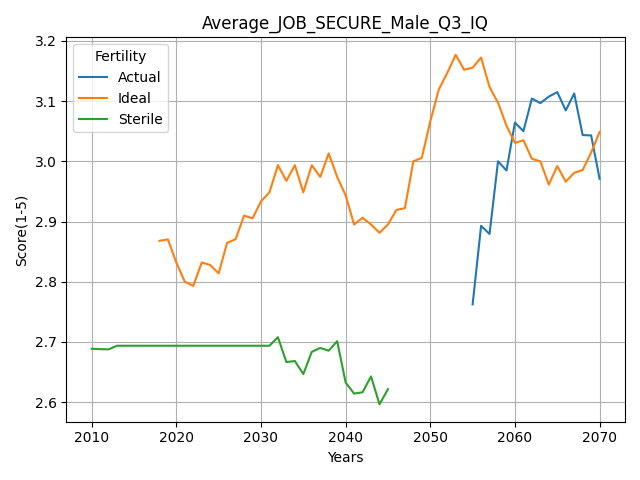 Average_JOB_SECURE_Male_Q3_IQ
Fertility
Actual
Ideal
Sterile
Score(1-5)
3.2
3.1
3.0
2.9
2.8
2.7
2.6
2010 2020 2030 2040 2050 2060 2070
Years